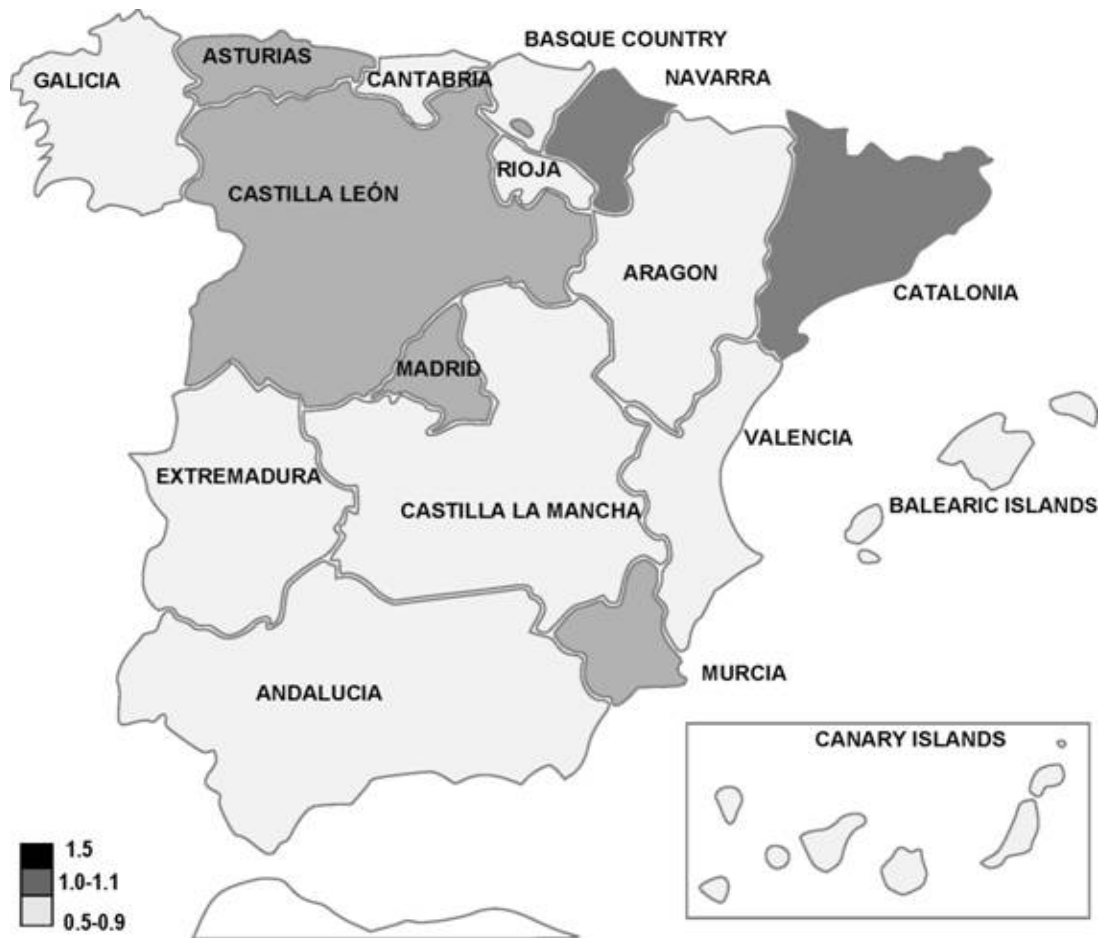 BASQUE COUNTRY
ASTURIAS
GALICIA
CANTABRIA
NAVARRA
RIOJA
CASTILLA LEÓN
ARAGON
CATALONIA
MADRID
VALENCIA
EXTREMADURA
CASTILLA LA MANCHA
BALEARIC ISLANDS
MURCIA
ANDALUCIA
CANARY ISLANDS
1.5
1.0-1.1
0.5-0.9